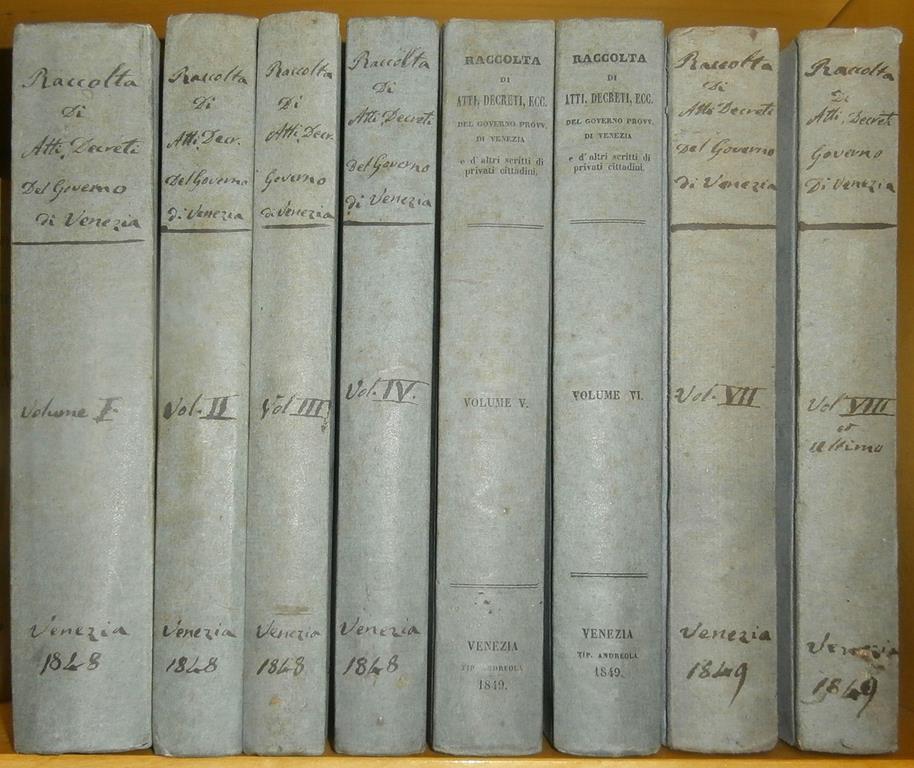 Raccolta
Di
Atti, Decreti
Del Governo
di Venezia
Volume I.
Venezia
1848
Raccolta
Di
Atti, Decr.
Del Governo
di Venezia
Vol. II
Venezia
1848
Raccolta
Di
Atti, Decr.
Governo
di Venezia
Vol III
Venezia
1848
Raccolta
Di
Atti, Decreti
Del Governo
di Venezia
Vol. IV.
Venezia
1848
RACCOLTA
DI
ATTI, DECRETI, ECC.
DEL GOVERNO PROVV.
DI VENEZIA
e d' altri scritti di
privati cittadini.
VOLUME V.
VENEZIA
TIP. ANDREOLA
1849.
RACCOLTA
DI
ATTI, DECRETI, ECC.
DEL GOVERNO PROVV.
DI VENEZIA
e d' altri scritti di
privati cittadini.
VOLUME VI.
VENEZIA
TIP. ANDREOLA
1849.
Raccolta
Di
Atti Decreti
Del Governo
di Venezia
Vol. VII
Venezia
1849
Raccolta
Di
Atti, Decreti
Governo
Di Venezia
Vol VIII
ed
ultimo
Venezia
1849